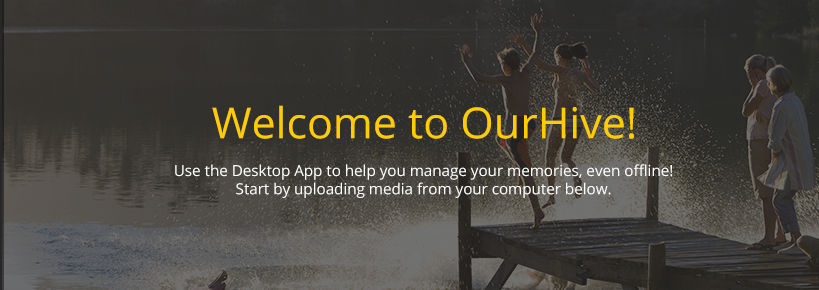 Welcome to OurHive!
Use the Desktop App to help you manage your memories, even offline!
Start by uploading media from your computer below.